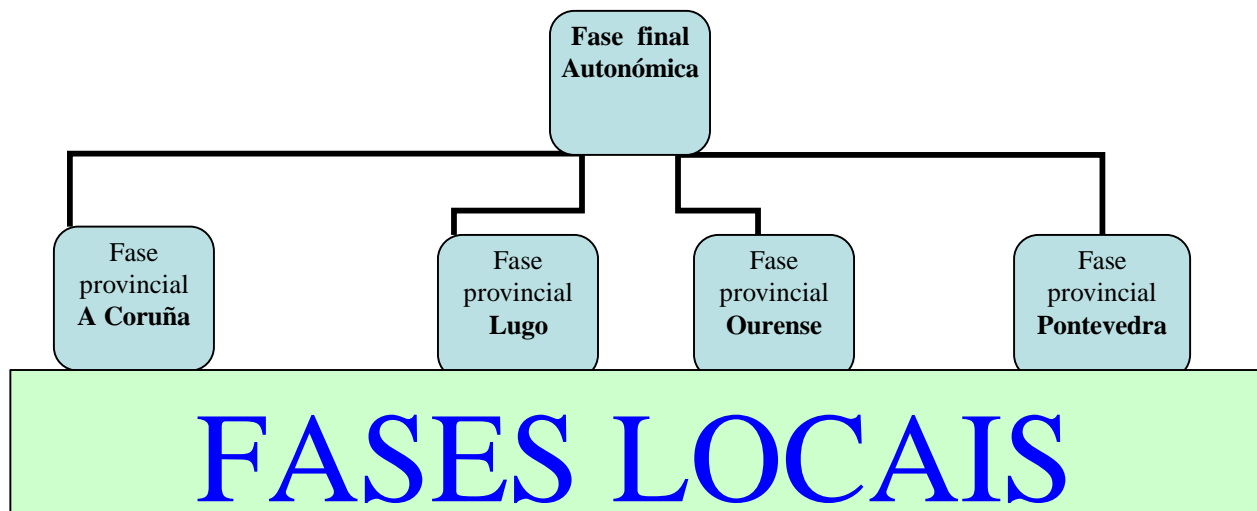 Fase final
Autonómica
Fase
provincial
A Coruña
Fase
provincial
Lugo
Fase
provincial
Ourense
Fase
provincial
Pontevedra
FASES LOCAIS